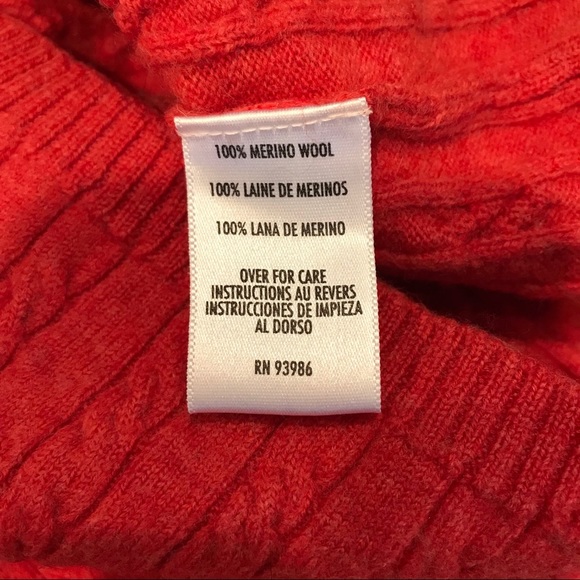 100% MERINO WOOL
100% LAINE DE MERINOS
100% LANA DE MERINO
OVER FOR CARE
INSTRUCTIONS AU REVERS
INSTRUCCIONES DE IMPIEZA
AL DORSO
RN 93986